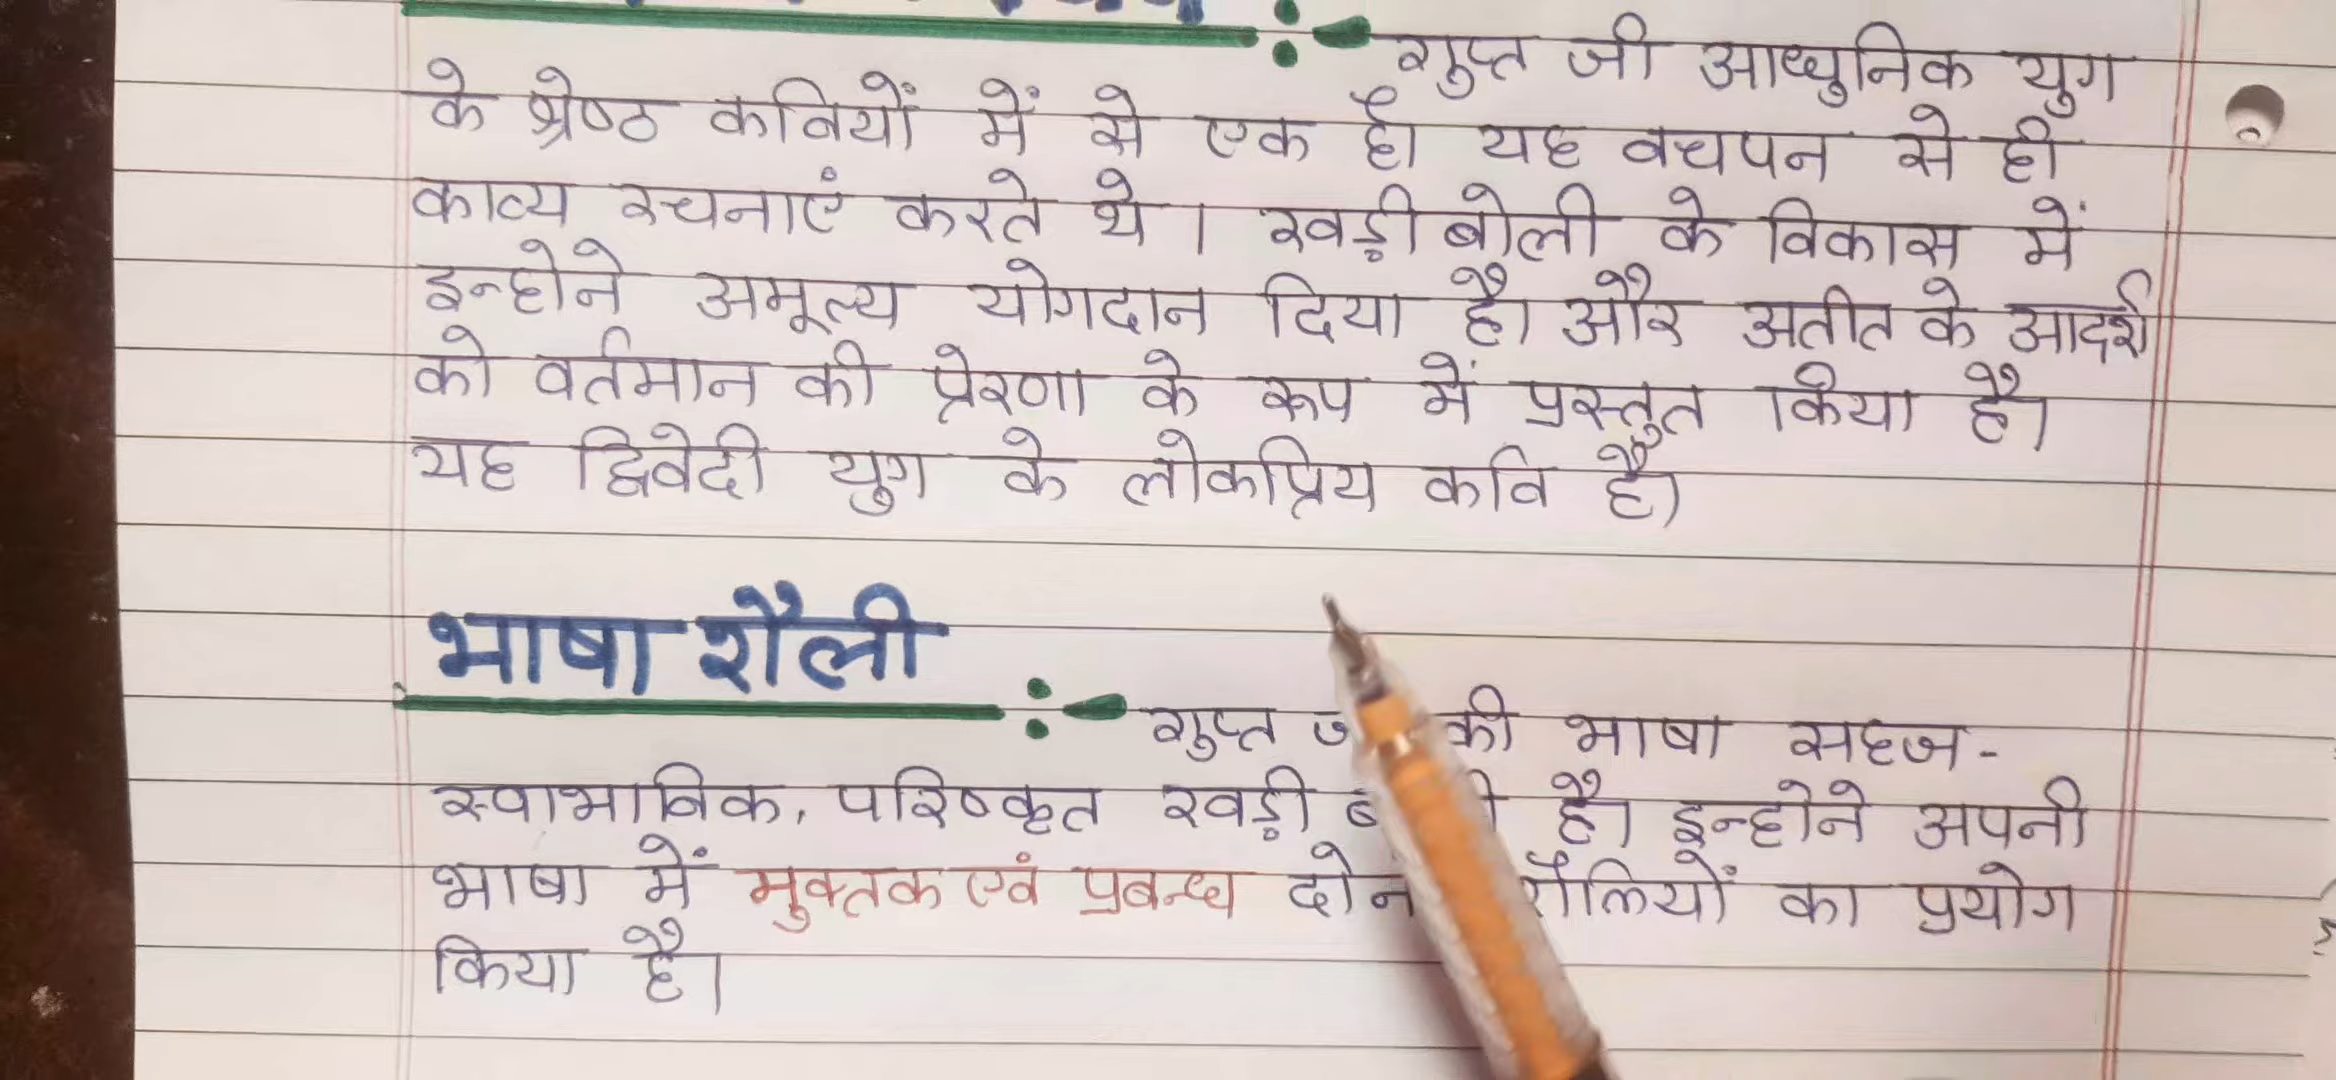 गुप्त जी आधुनिक युग
के श्रेष्ठ कवियों में से एक है। यह बचपन से ही
काव्य रचनाएं करते थे । खड़ी बोली के विकास में
इन्होने अमूल्य योगदान दिया है। और अतीत के आदर्श
को वर्तमान की प्रेरणा के रूप में प्रस्तुत किया है।
यह द्विवेदी युग के लोकप्रिय कवि है।
भाषा शैली :-
गुप्त की भाषा सहज -
स्वाभाविक, परिष्कृत खड़ी है। इन्होने अपनी
भाषा में मुक्तक एवं प्रबन्ध का प्रयोग
किया है।